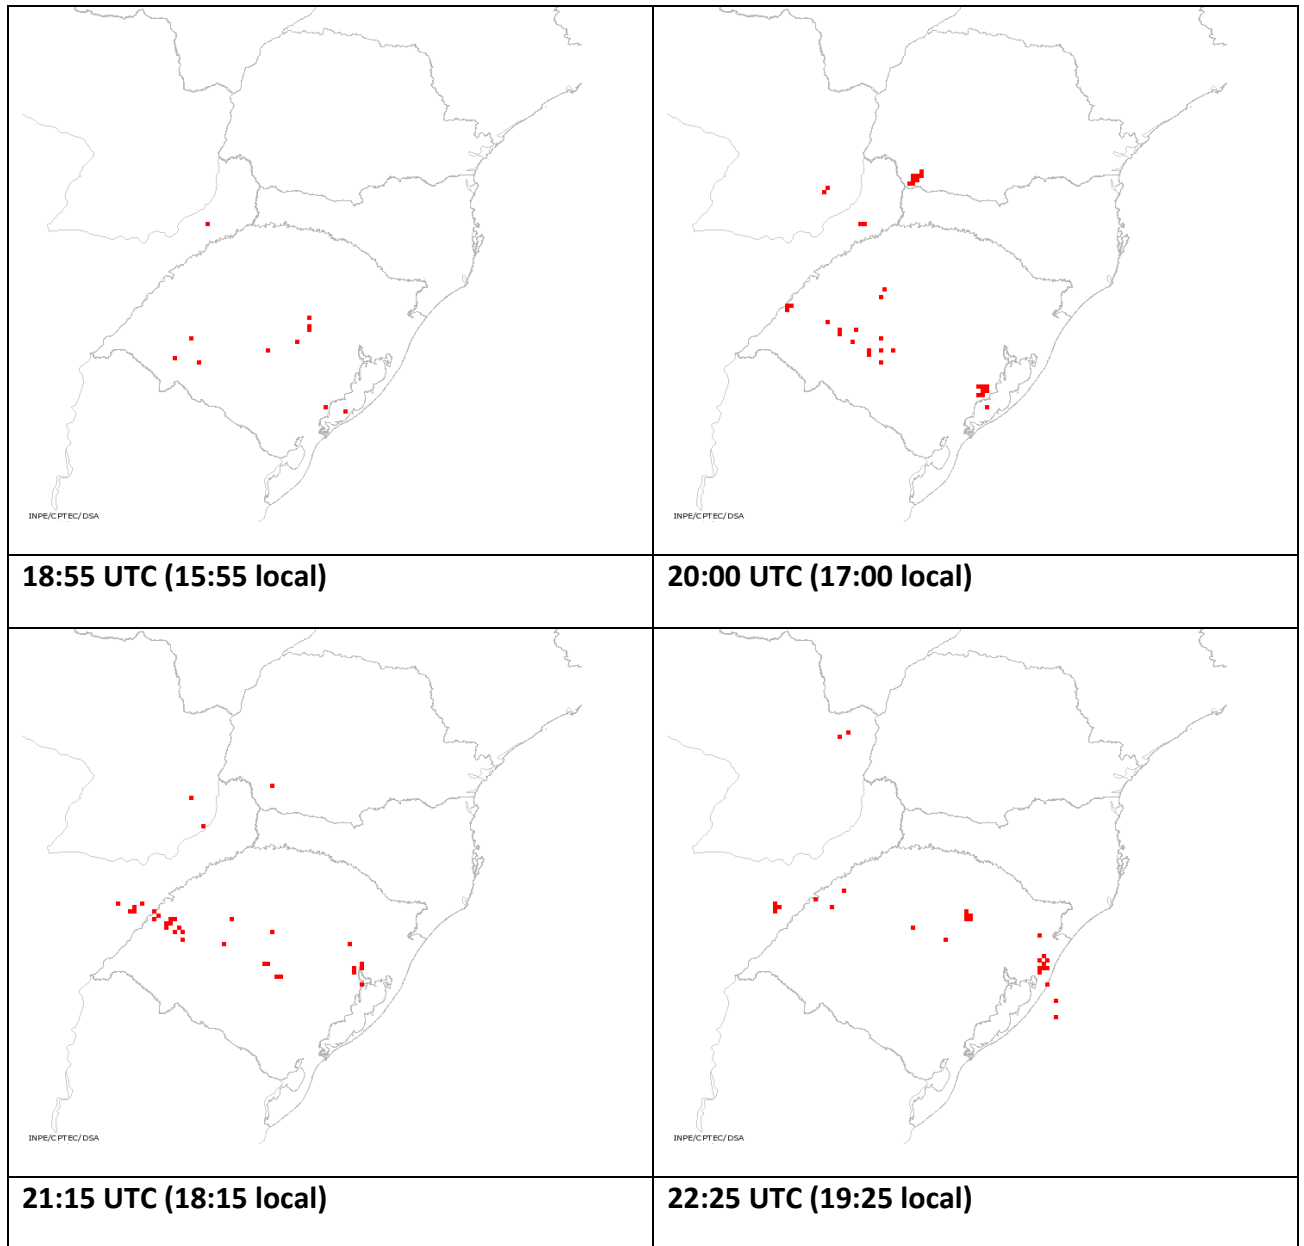 INPE/CPTEC/DSA
INPE/CPTEC/DSA
18:55 UTC (15:55 local)
20:00 UTC (17:00 local)
INPE/CPTEC/DSA
INPE/CPTEC/DSA
21:15 UTC (18:15 local)
22:25 UTC (19:25 local)